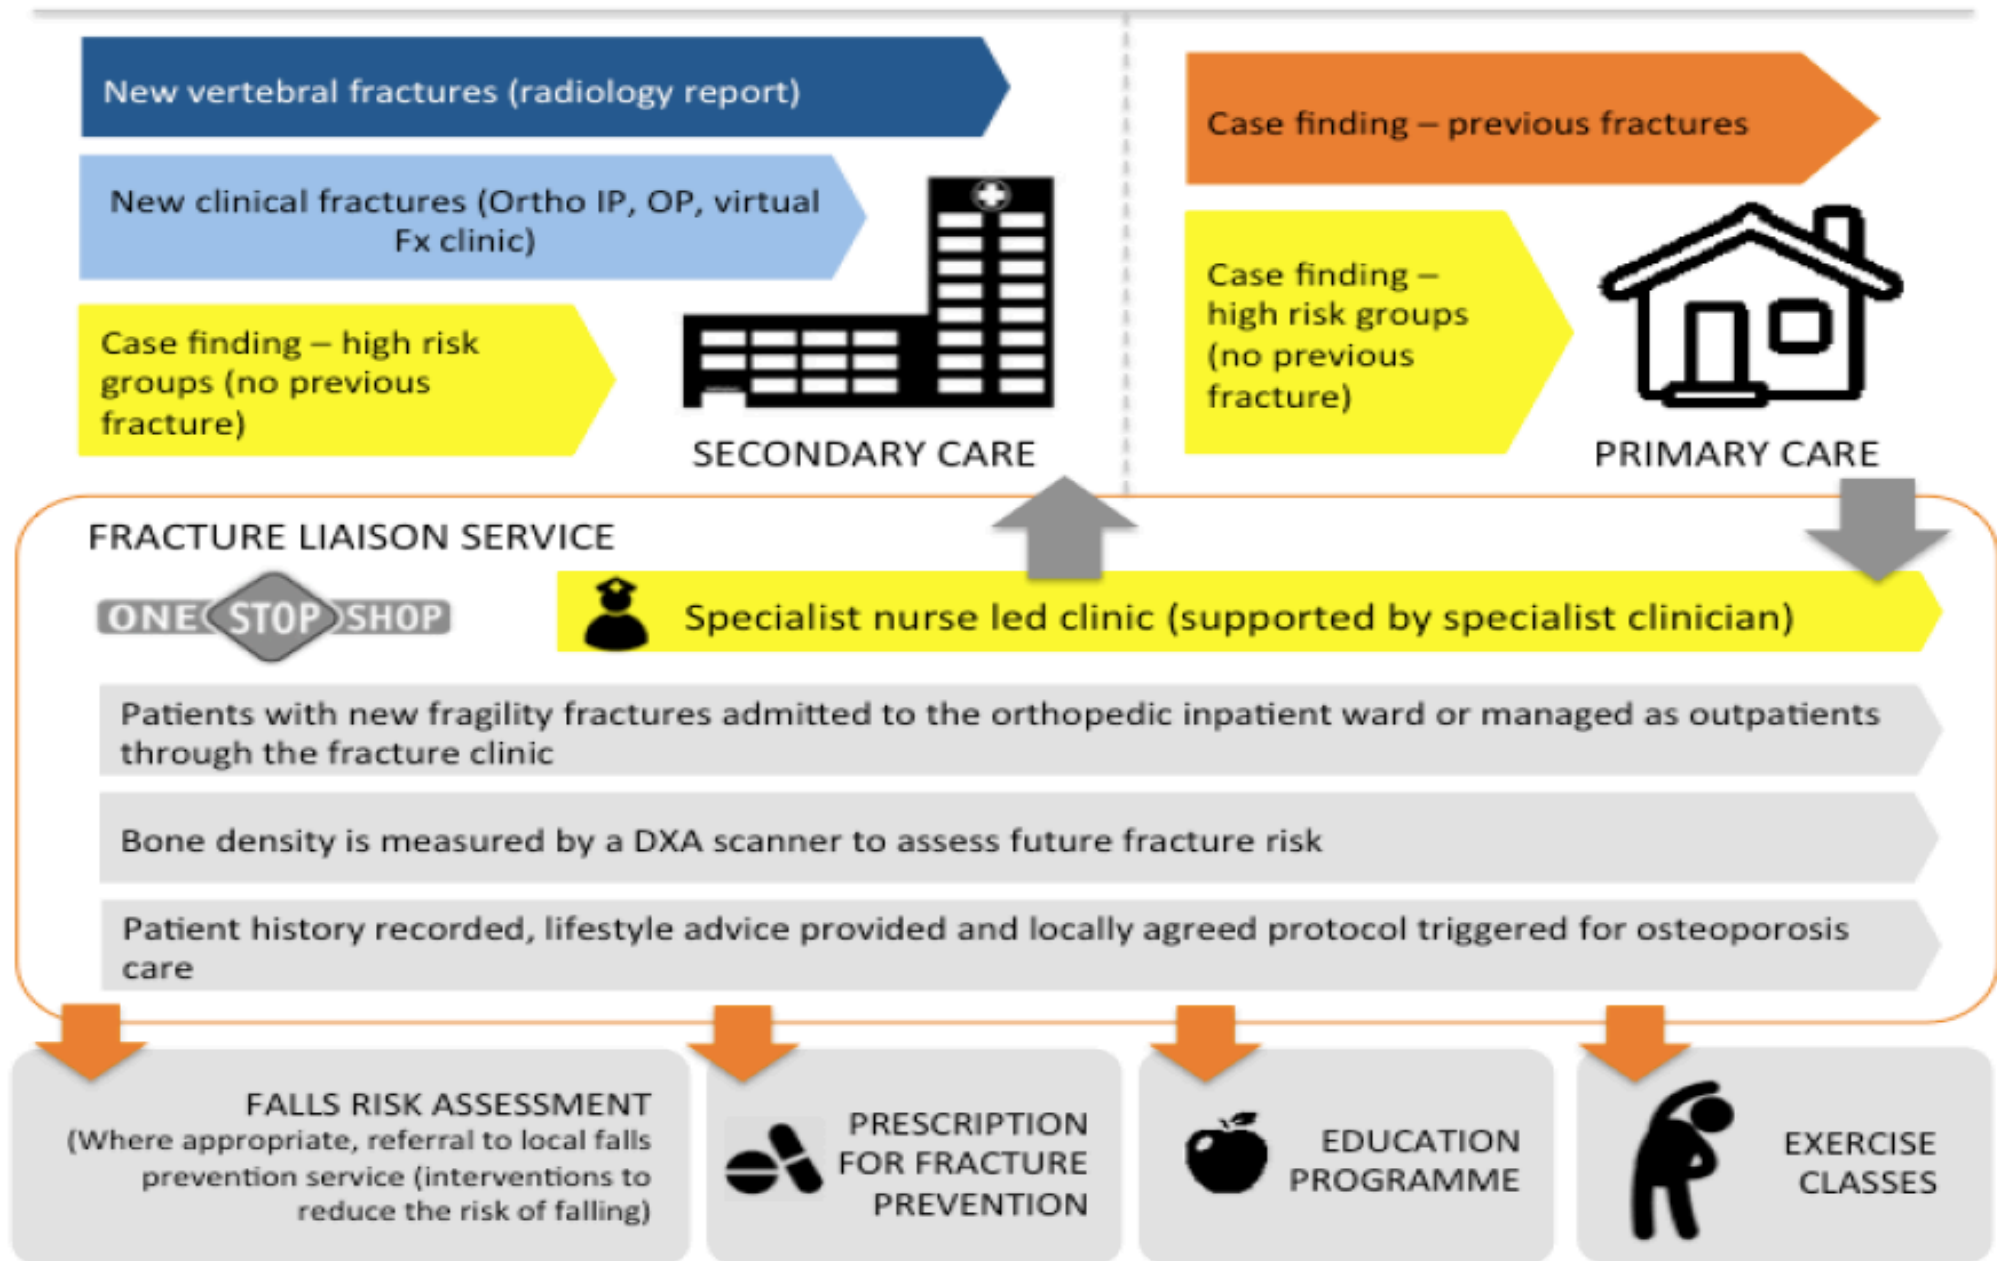 New vertebral fractures (radiology report)
New clinical fractures (Ortho IP, OP, virtual
Fx clinic)
Case finding – high risk
groups (no previous
fracture)
SECONDARY CARE
Case finding – previous fractures
Case finding –
high risk groups
(no previous
fracture)
PRIMARY CARE
FRACTURE LIAISON SERVICE
ONE STOP SHOP
Specialist nurse led clinic (supported by specialist clinician)
Patients with new fragility fractures admitted to the orthopedic inpatient ward or managed as outpatients
through the fracture clinic
Bone density is measured by a DXA scanner to assess future fracture risk
Patient history recorded, lifestyle advice provided and locally agreed protocol triggered for osteoporosis
care
FALLS RISK ASSESSMENT
(Where appropriate, referral to local falls
prevention service (interventions to
reduce the risk of falling)
PRESCRIPTION
FOR FRACTURE
PREVENTION
EDUCATION
PROGRAMME
EXERCISE
CLASSES